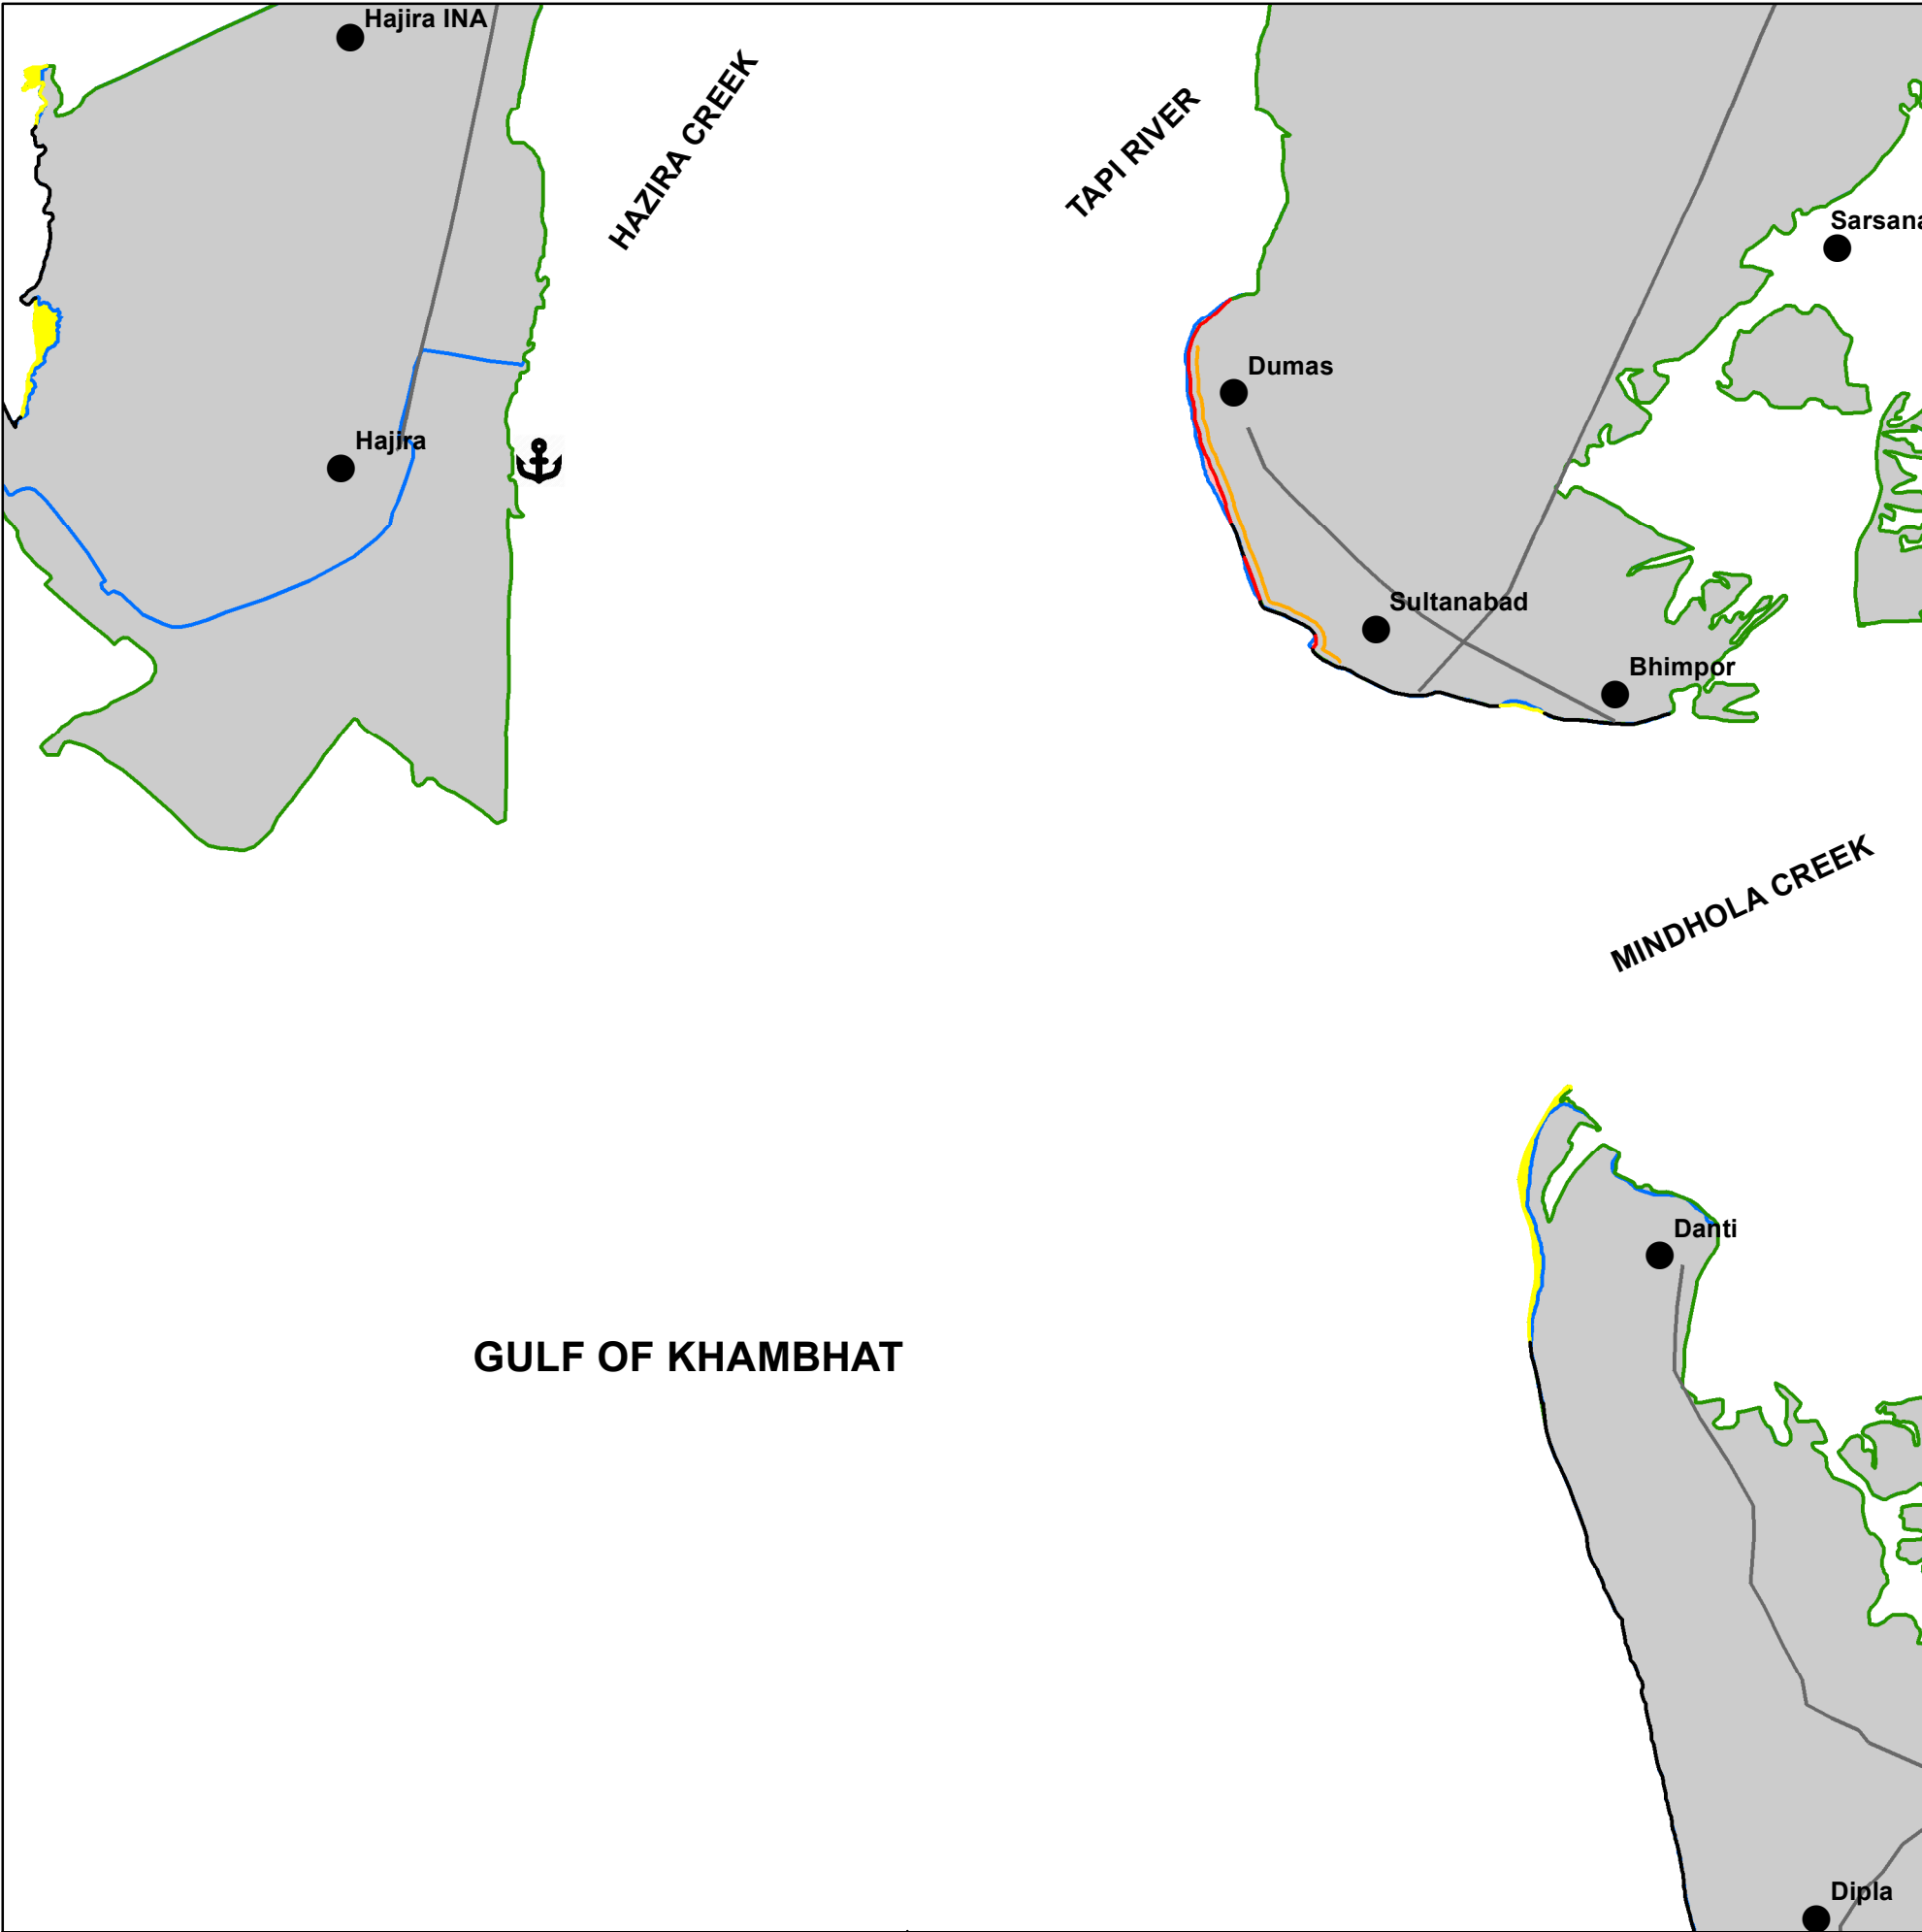 Hajira INA
HAZIRA CREEK
TAPI RIVER
Sarsana
Dumas
Hajira
Sultanabad
Bhimpor
MINDHOLA CREEK
Danti
GULF OF KHAMBHAT
Dipla